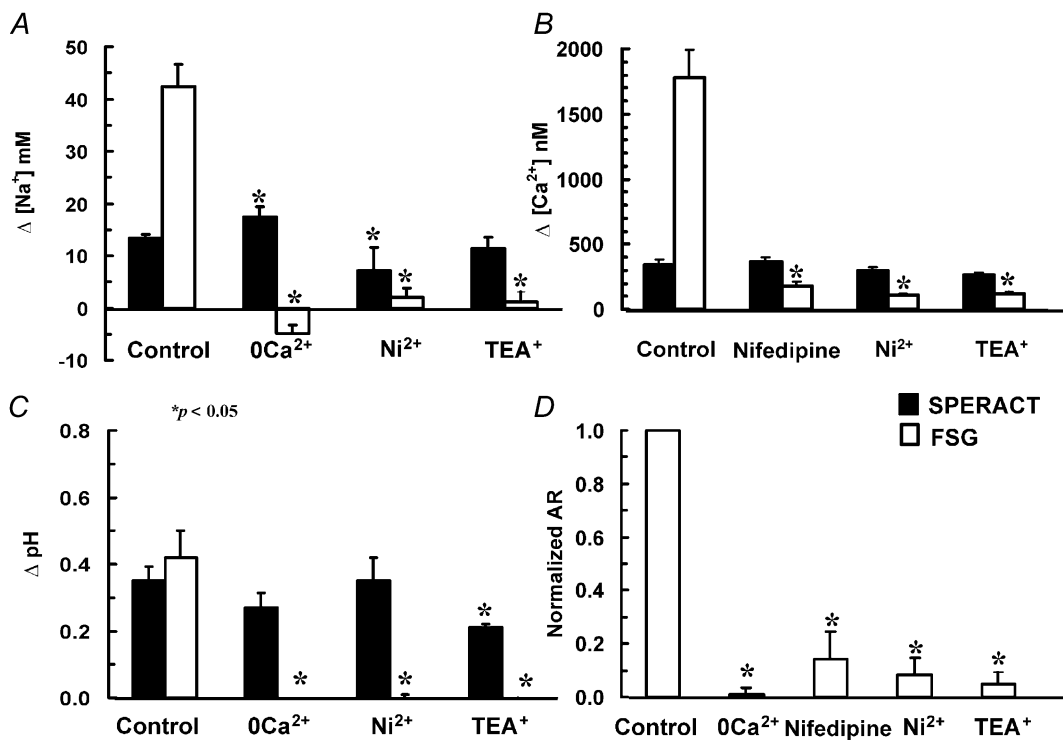 A
Δ [Na⁺] mM
50
40
30
20
10
0
-10
* * * * *
Control 0Ca²⁺ Ni²⁺ TEA⁺
B
Δ [Ca²⁺] nM
2000
1500
1000
500
0
* * *
Control Nifedipine Ni²⁺ TEA⁺
C
*p < 0.05
Δ pH
0.8
0.6
0.4
0.2
0.0
* * * *
Control 0Ca²⁺ Ni²⁺ TEA⁺
D
SPERACT
FSG
Normalized AR
1.0
0.8
0.6
0.4
0.2
0.0
* * * *
Control 0Ca²⁺ Nifedipine Ni²⁺ TEA⁺